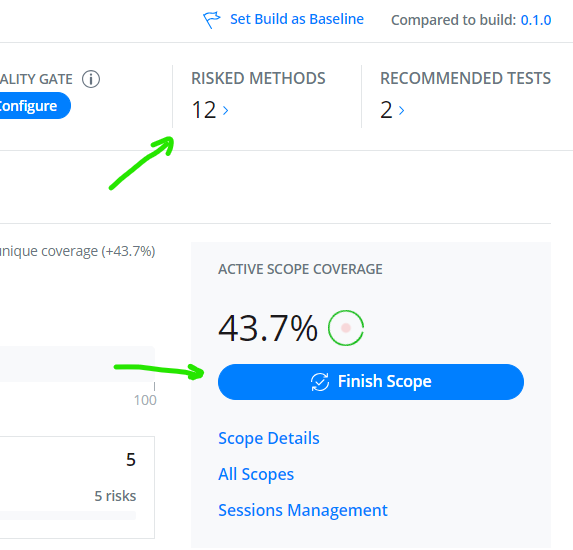 Set Build as Baseline Compared to build: 0.1.0
ALITY GATE RISKED METHODS RECOMMENDED TESTS
Configure 12 2
unique coverage (+43.7%)
ACTIVE SCOPE COVERAGE
43.7%
Finish Scope
100
Scope Details
5
All Scopes
5 risks
Sessions Management